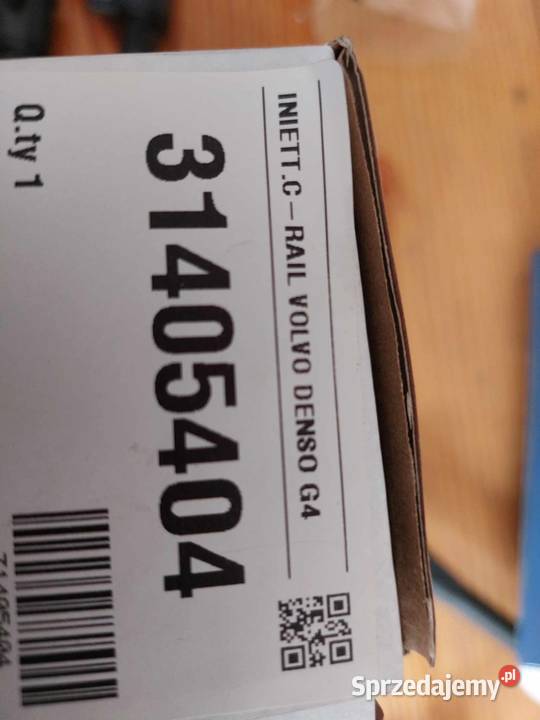 INIETT.C-RAIL VOLVO DENSO G4
31405404
Q.ty 1
Sprzedajemy.pl